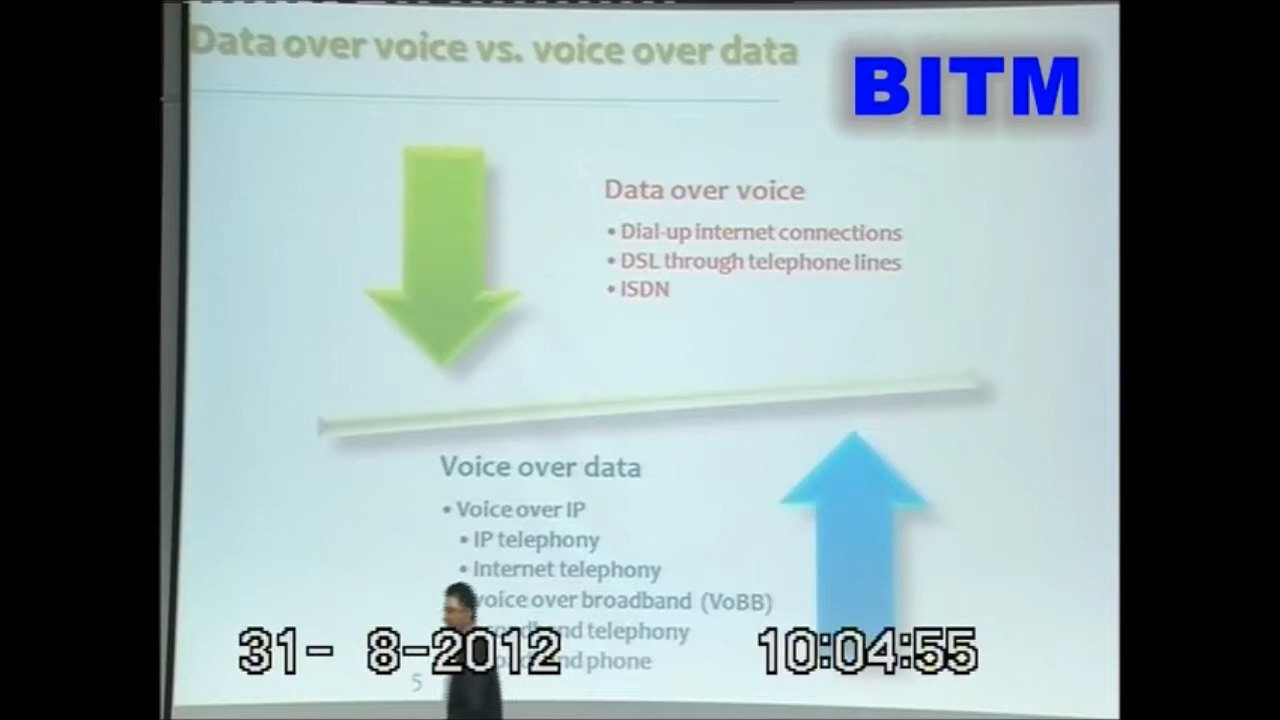 Data over voice vs. voice over data
BITM
Data over voice
• Dial-up internet connections
• DSL through telephone lines
• ISDN
Voice over data
• Voice over IP
• IP telephony
• Internet telephony
voice over broadband (VoBB)
telephony
phone
31- 8-2012 10:04:55
5